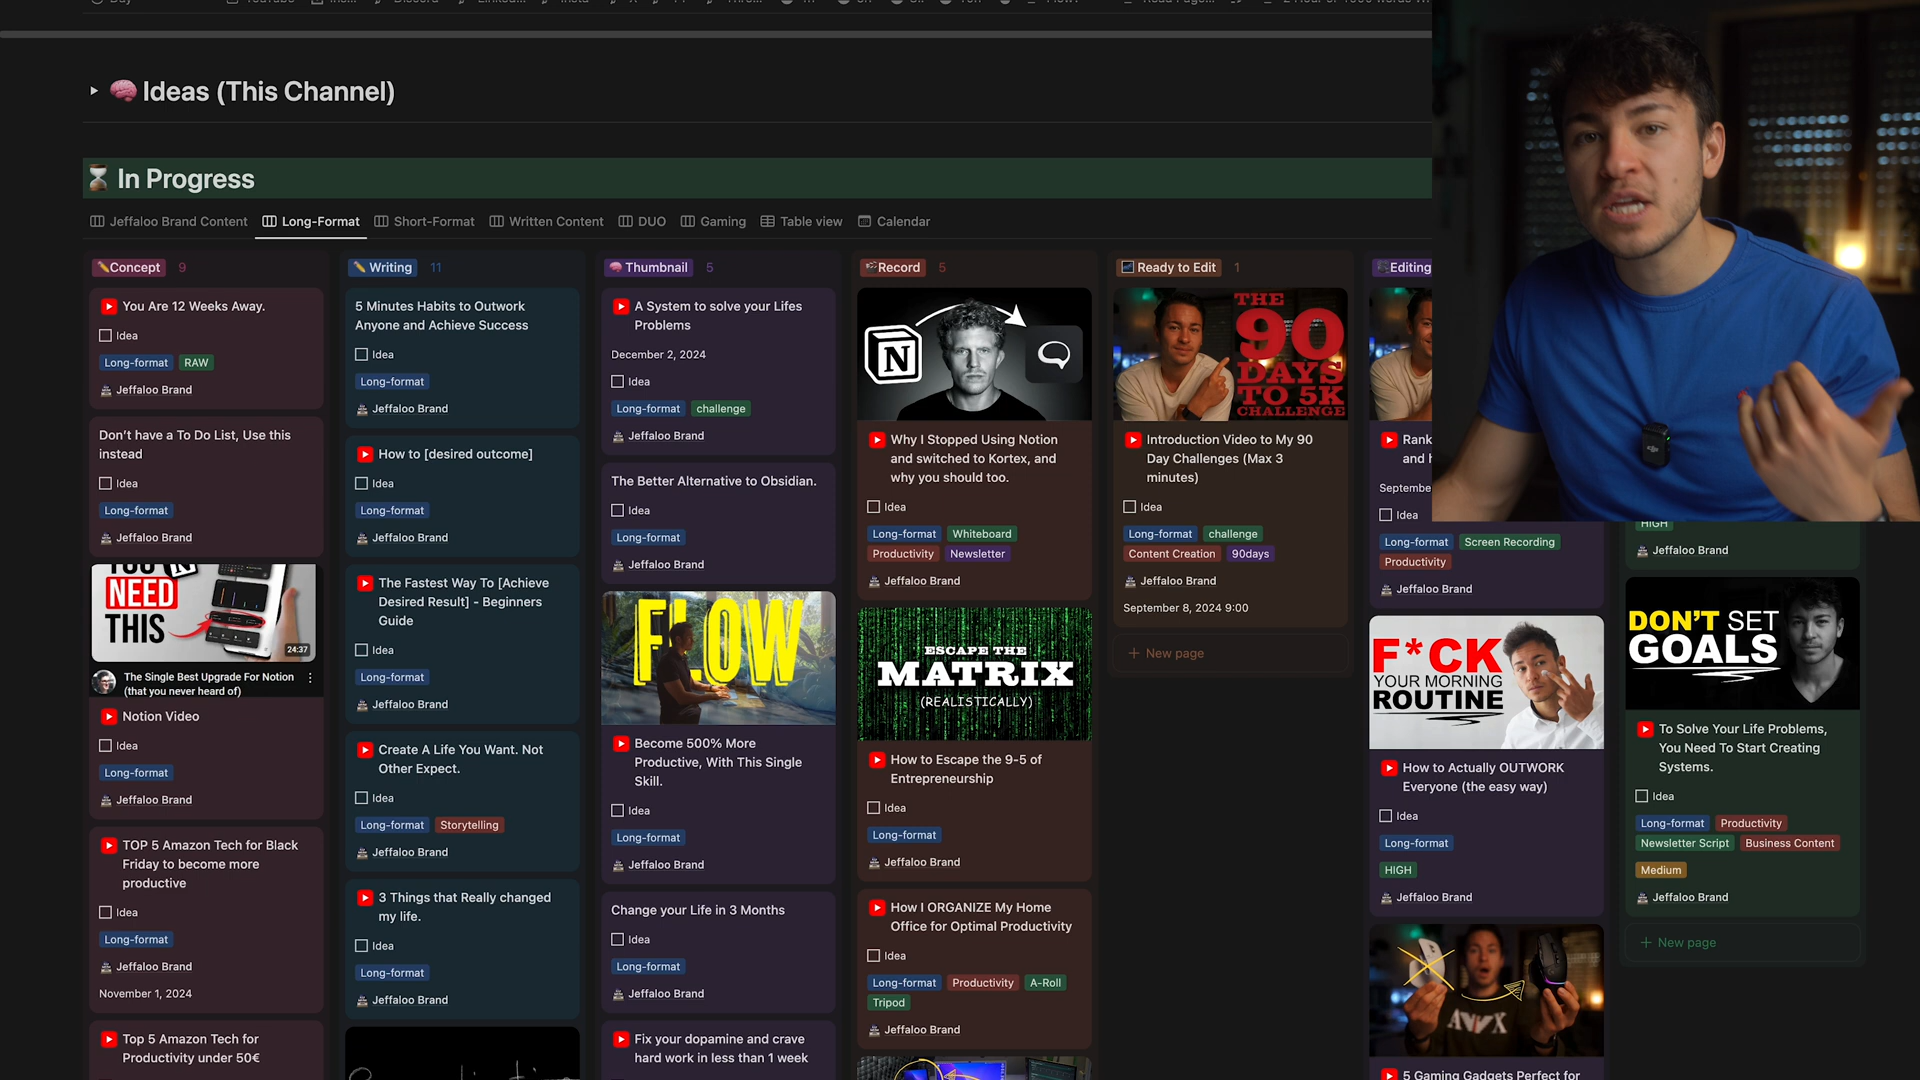 Day
YouTube
Discord
Ideas (This Channel)
In Progress
Jeffaloo Brand Content
Long-Format
Short-Format
Written Content
DUO
Gaming
Table view
Calendar
Concept 9
You Are 12 Weeks Away.
Idea
Long-format RAW
Jeffaloo Brand
Don't have a To Do List, Use this
instead
Idea
Long-format
Jeffaloo Brand
NEED
THIS
24:37
The Single Best Upgrade For Notion
(that you never heard of)
Notion Video
Idea
Long-format
Jeffaloo Brand
TOP 5 Amazon Tech for Black
Friday to become more
productive
Idea
Long-format
Jeffaloo Brand
November 1, 2024
Top 5 Amazon Tech for
Productivity under 50€
Writing 11
5 Minutes Habits to Outwork
Anyone and Achieve Success
Idea
Long-format
Jeffaloo Brand
How to [desired outcome]
Idea
Long-format
Jeffaloo Brand
The Fastest Way To [Achieve
Desired Result] - Beginners
Guide
Idea
Long-format
Jeffaloo Brand
Create A Life You Want. Not
Other Expect.
Idea
Long-format Storytelling
Jeffaloo Brand
3 Things that Really changed
my life.
Idea
Long-format
Jeffaloo Brand
Thumbnail 5
A System to solve your Lifes
Problems
December 2, 2024
Idea
Long-format challenge
Jeffaloo Brand
The Better Alternative to Obsidian.
Idea
Long-format
Jeffaloo Brand
FLOW
Become 500% More
Productive, With This Single
Skill.
Idea
Long-format
Jeffaloo Brand
Change your Life in 3 Months
Idea
Long-format
Jeffaloo Brand
Fix your dopamine and crave
hard work in less than 1 week
Record 5
N
Why I Stopped Using Notion
and switched to Kortex, and
why you should too.
Idea
Long-format Whiteboard
Productivity Newsletter
Jeffaloo Brand
ESCAPE THE
MATRIX
(REALISTICALLY)
How to Escape the 9-5 of
Entrepreneurship
Idea
Long-format
Jeffaloo Brand
How I ORGANIZE My Home
Office for Optimal Productivity
Idea
Long-format Productivity A-Roll
Tripod
Jeffaloo Brand
Ready to Edit 1
THE
90
DAYS
TO 5K
CHALLENGE
Introduction Video to My 90
Day Challenges (Max 3
minutes)
Idea
Long-format challenge
Content Creation 90days
Jeffaloo Brand
September 8, 2024 9:00
+ New page
Editing
Rank
and h
Septembe
Idea
Long-format Screen Recording
Productivity
Jeffaloo Brand
F*CK
YOUR MORNING
ROUTINE
How to Actually OUTWORK
Everyone (the easy way)
Idea
Long-format
HIGH
Jeffaloo Brand
5 Gaming Gadgets Perfect for
HIGH
Jeffaloo Brand
DON'T SET
GOALS
To Solve Your Life Problems,
You Need To Start Creating
Systems.
Idea
Long-format Productivity
Newsletter Script Business Content
Medium
Jeffaloo Brand
+ New page